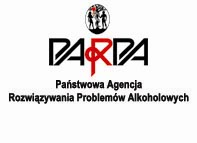 PARPA
Państwowa Agencja
Rozwiązywania Problemów Alkoholowych